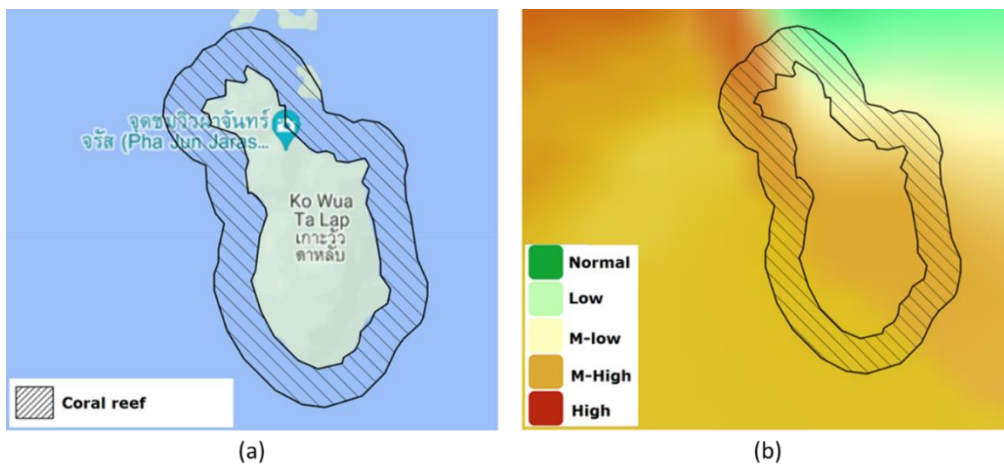 จุดชมวิวผาจันทร์
จรัส (Pha Jun Jaras...
Ko Wua
Ta Lap
เกาะวัว
ตาหลับ
Coral reef
(a)
Normal
Low
M-low
M-High
High
(b)